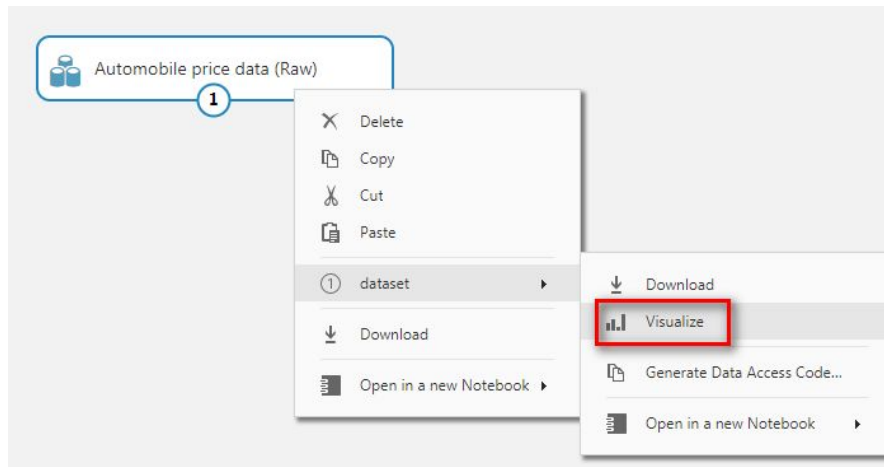 Automobile price data (Raw)
1
Delete
Copy
Cut
Paste
1 dataset
Download
Open in a new Notebook
Download
Visualize
Generate Data Access Code...
Open in a new Notebook